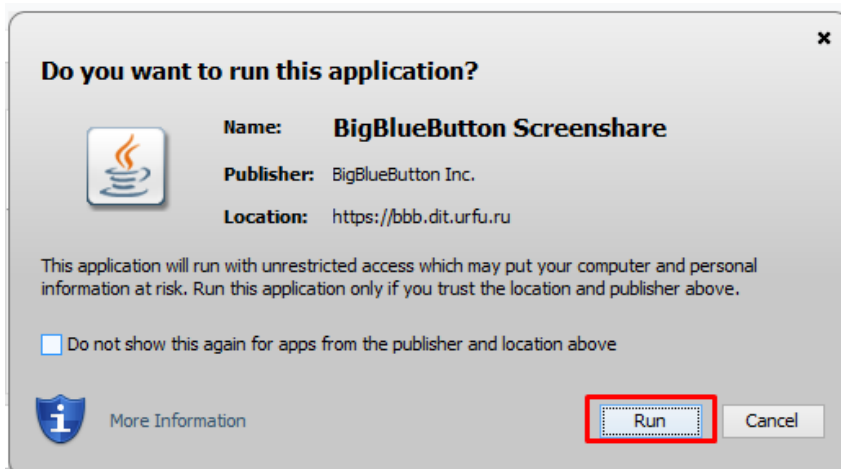 Do you want to run this application?
Name: BigBlueButton Screenshare
Publisher: BigBlueButton Inc.
Location: https://bbb.dit.urfu.ru
This application will run with unrestricted access which may put your computer and personal
information at risk. Run this application only if you trust the location and publisher above.
Do not show this again for apps from the publisher and location above
More Information
Run
Cancel